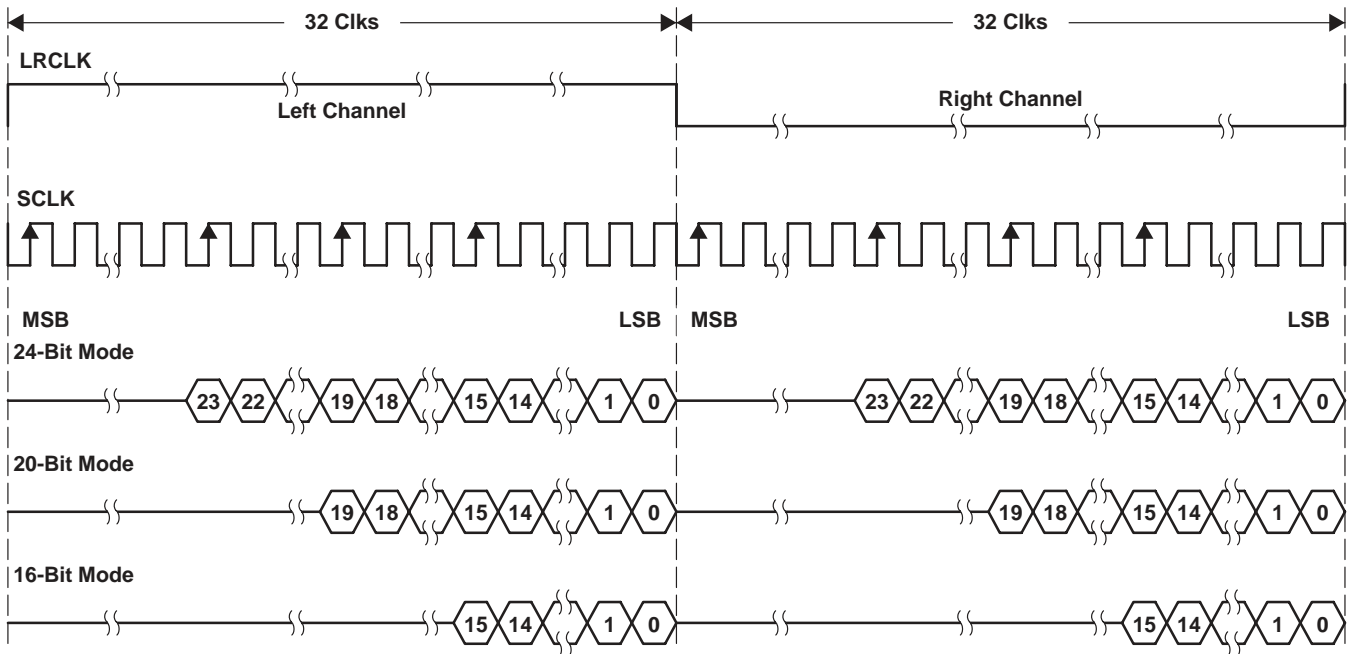 32 Clks 32 Clks
LRCLK
Left Channel Right Channel
SCLK
MSB LSB MSB LSB
24-Bit Mode
23 22 19 18 15 14 1 0 23 22 19 18 15 14 1 0
20-Bit Mode
19 18 15 14 1 0 19 18 15 14 1 0
16-Bit Mode
15 14 1 0 15 14 1 0